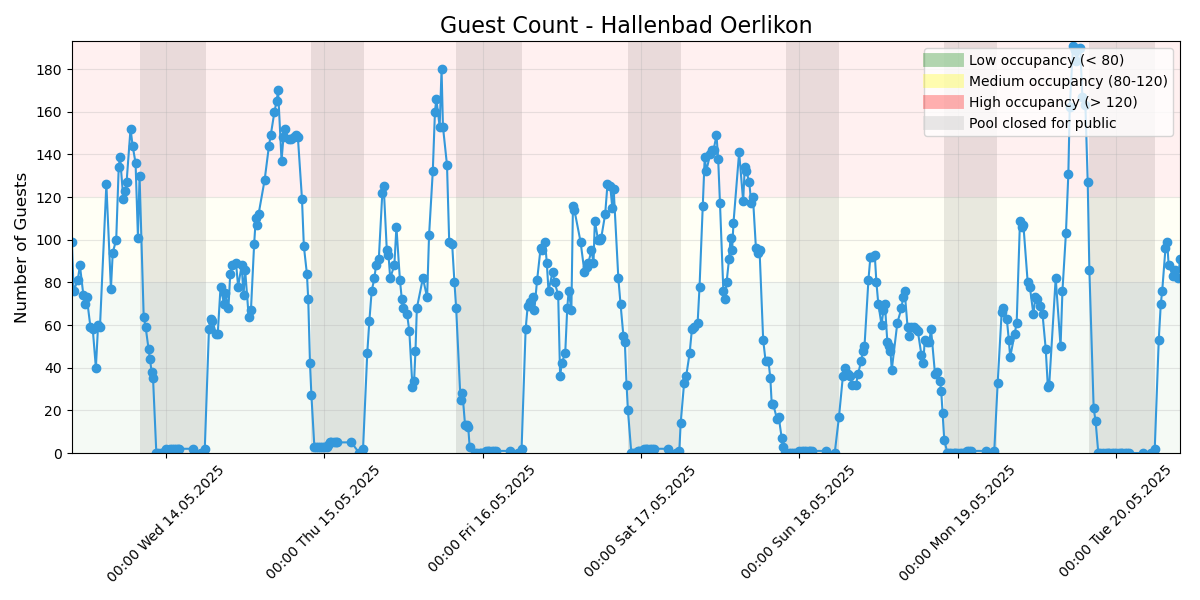 Guest Count - Hallenbad Oerlikon
Low occupancy (< 80)
Medium occupancy (80-120)
High occupancy (> 120)
Pool closed for public
Number of Guests
180
160
140
120
100
80
60
40
20
0
00:00 Wed 14.05.2025
00:00 Thu 15.05.2025
00:00 Fri 16.05.2025
00:00 Sat 17.05.2025
00:00 Sun 18.05.2025
00:00 Mon 19.05.2025
00:00 Tue 20.05.2025